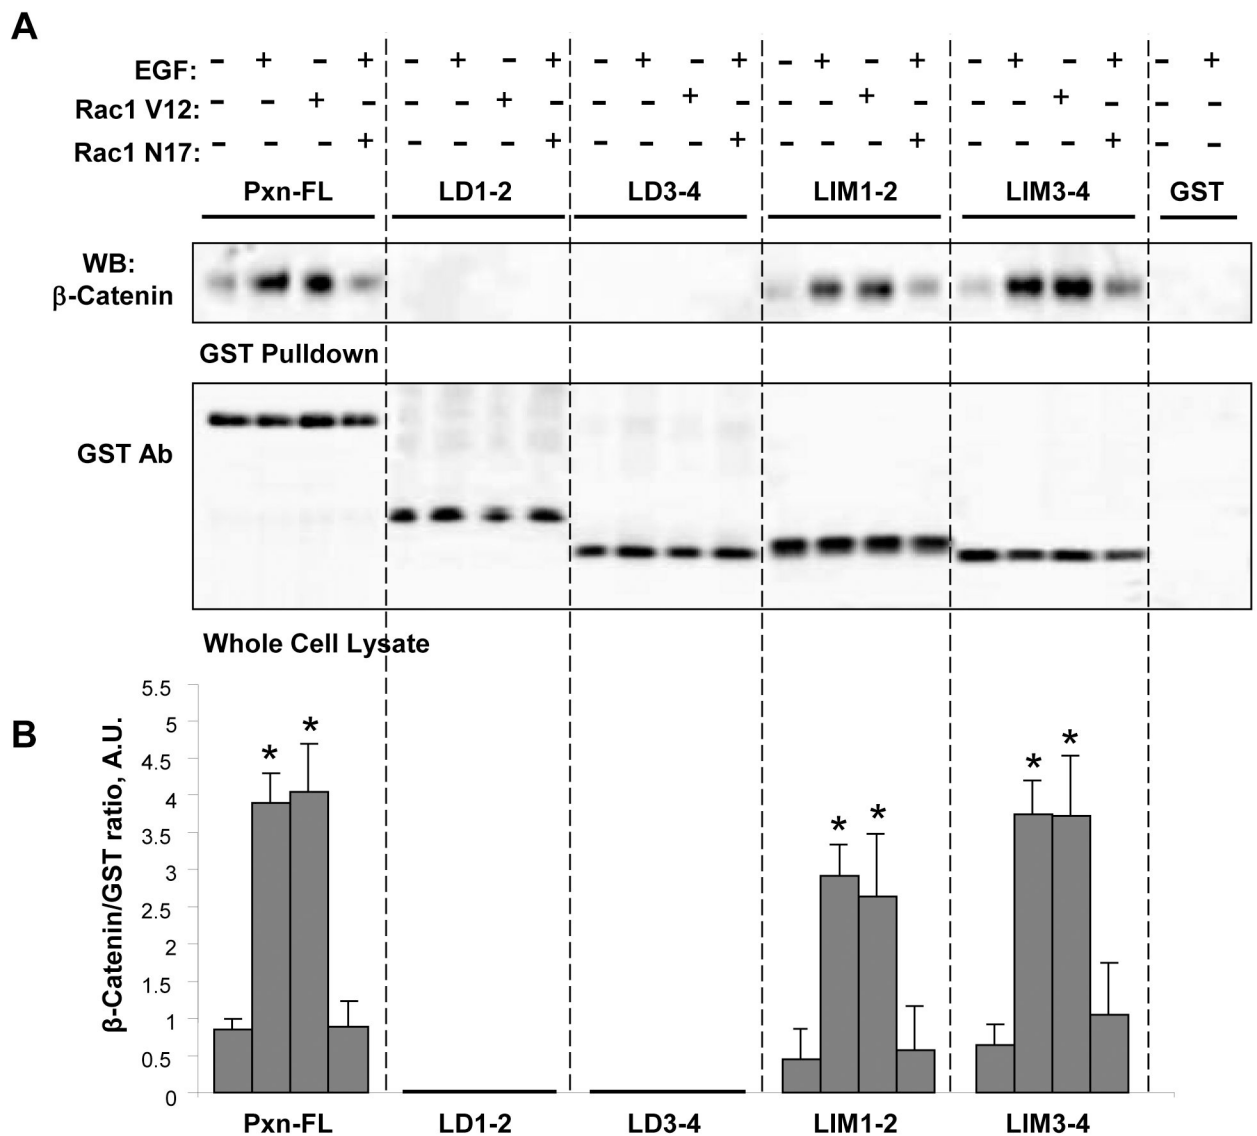 A
EGF: - + - + - + - + - + - + - + - + - + - + - +
Rac1 V12: - - + - - - + - - - + - - - + - - - + - - -
Rac1 N17: - - - + - - - + - - - + - - - + - - - + - -
Pxn-FL LD1-2 LD3-4 LIM1-2 LIM3-4 GST
WB:
β-Catenin
GST Pulldown
GST Ab
Whole Cell Lysate
B
β-Catenin/GST ratio, A.U.
5.5
5
4.5
4
3.5
3
2.5
2
1.5
1
0.5
0
* * * * * *
Pxn-FL LD1-2 LD3-4 LIM1-2 LIM3-4